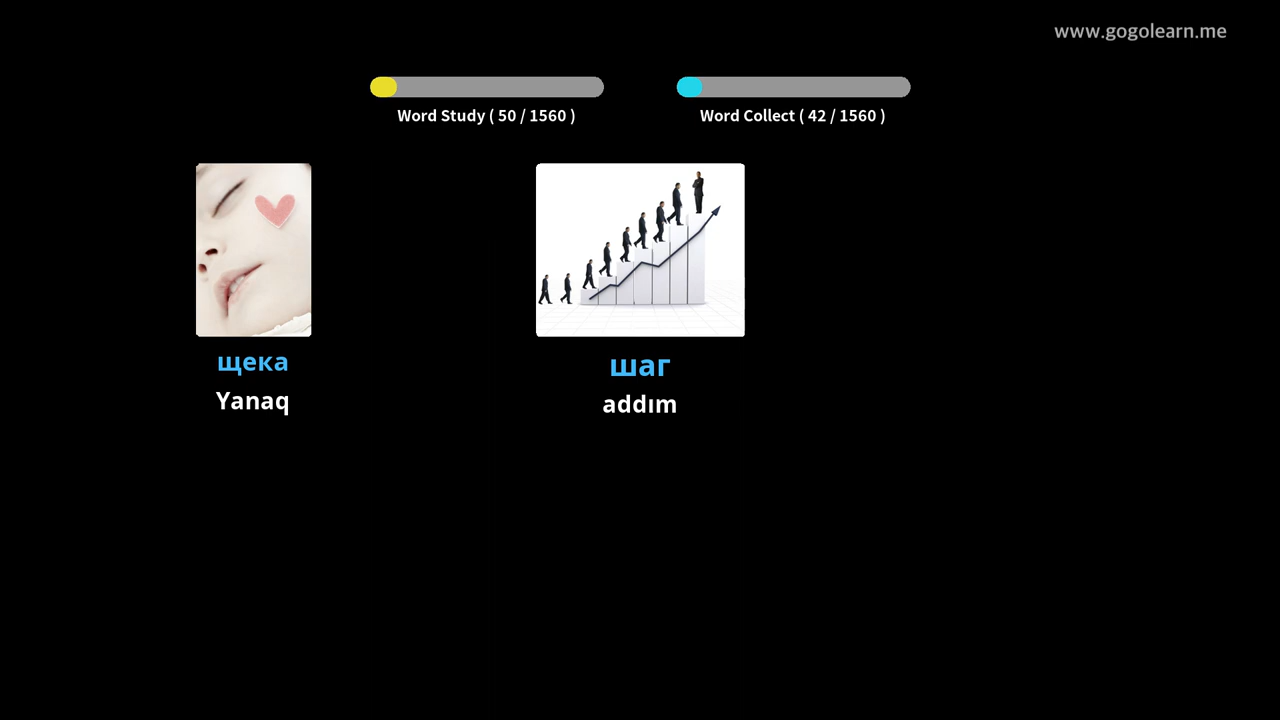 www.gogolearn.me
Word Study ( 50 / 1560 )
Word Collect ( 42 / 1560 )
щека
Yanaq
шаг
addım